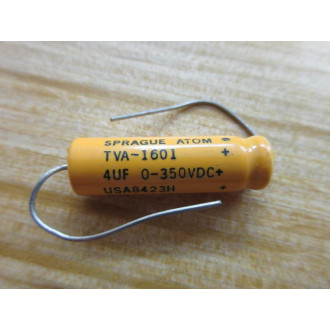 SPRAGUE ATOM ®
TVA-1601 +
4UF 0-350VDC+
USA8423H +